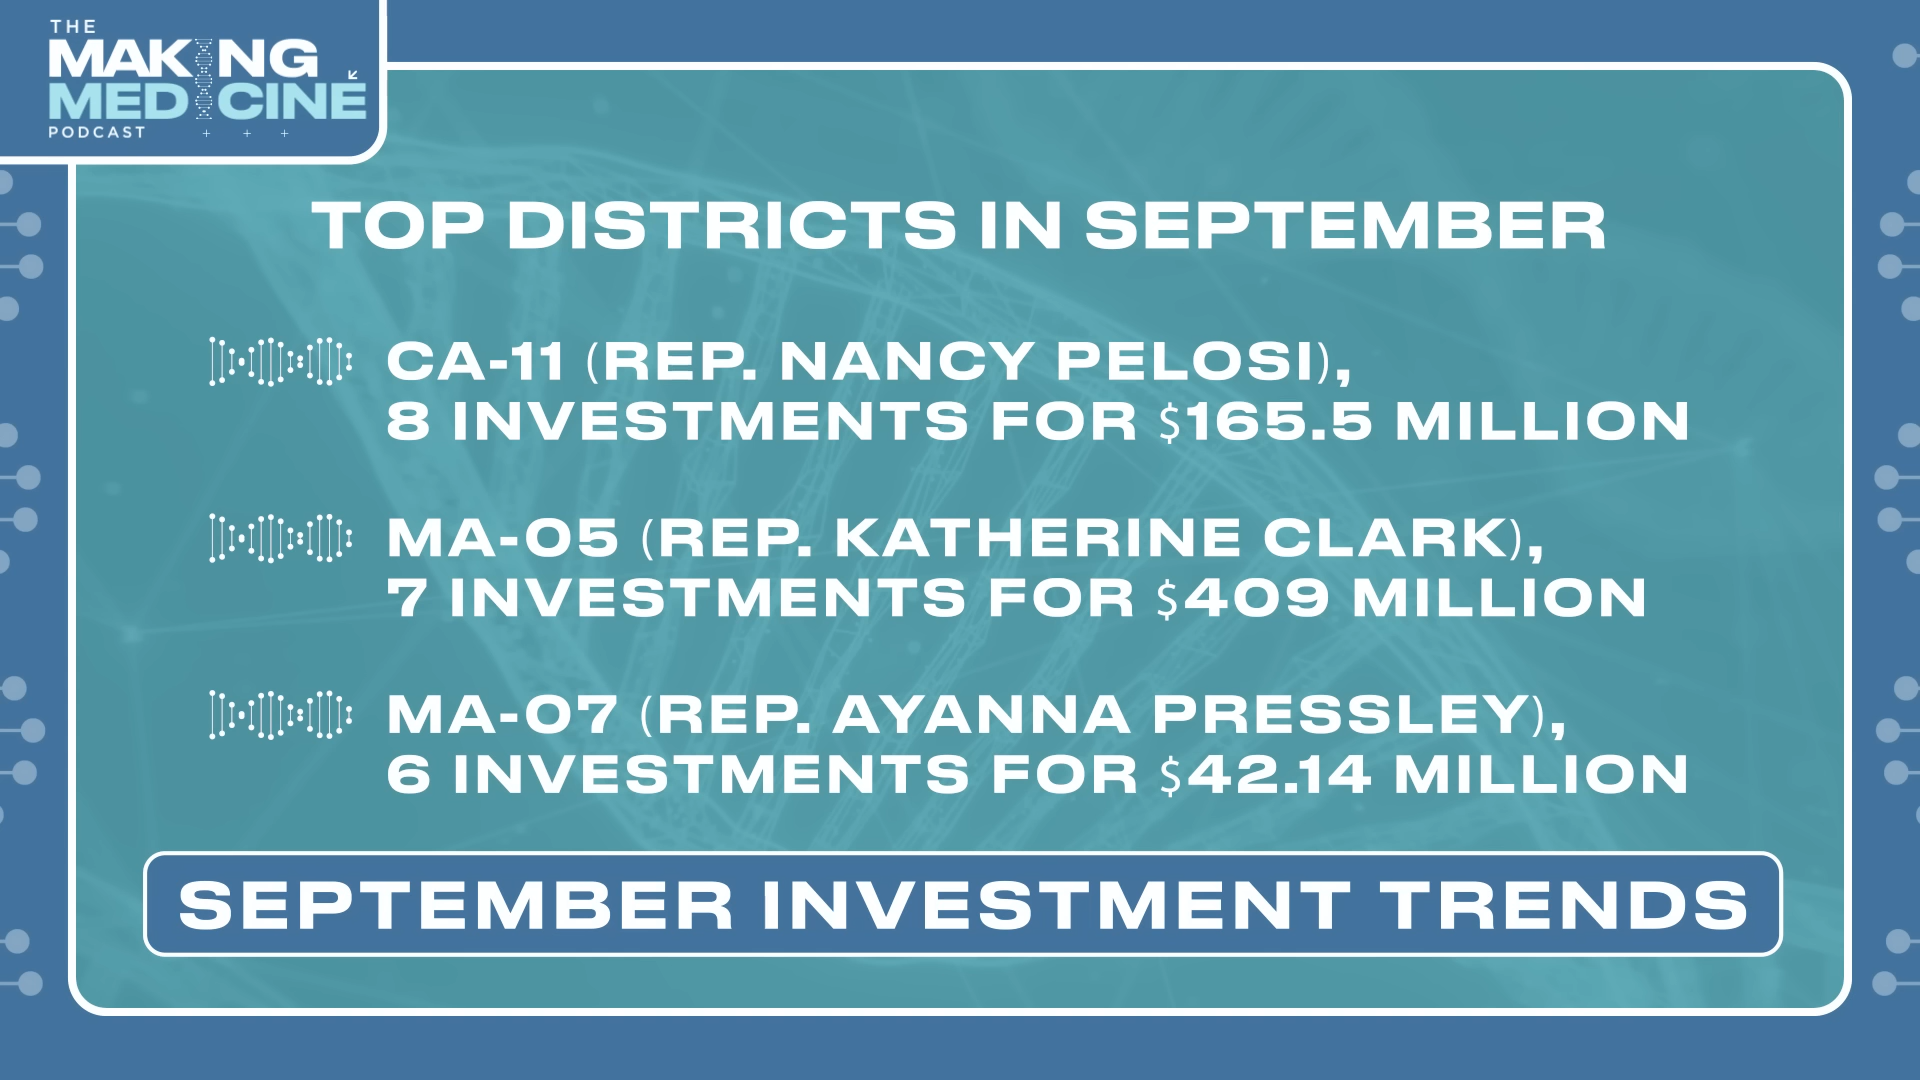 THE
MAKING
MEDICINE
PODCAST
TOP DISTRICTS IN SEPTEMBER
CA-11 (REP. NANCY PELOSI),
8 INVESTMENTS FOR $165.5 MILLION
MA-05 (REP. KATHERINE CLARK),
7 INVESTMENTS FOR $409 MILLION
MA-07 (REP. AYANNA PRESSLEY),
6 INVESTMENTS FOR $42.14 MILLION
SEPTEMBER INVESTMENT TRENDS